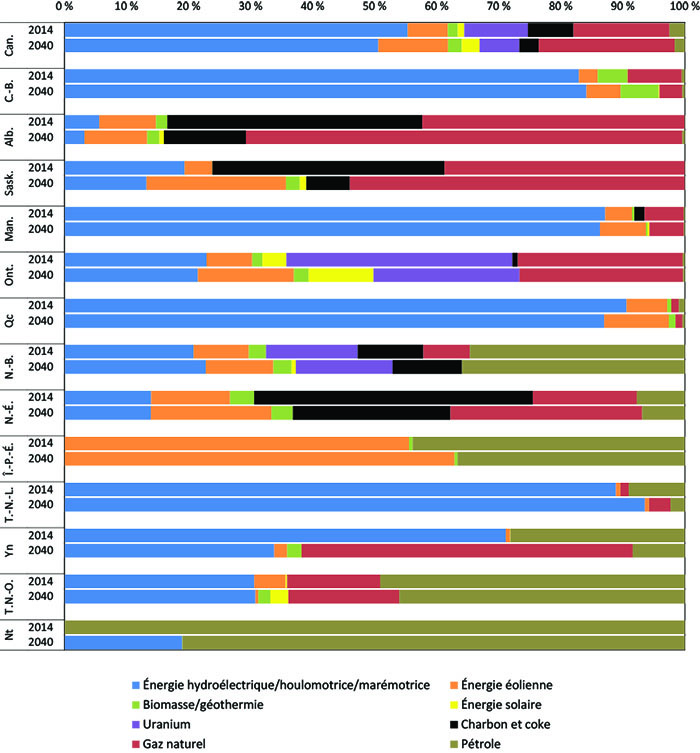 0 % 10 % 20 % 30 % 40 % 50 % 60 % 70 % 80 % 90 % 100 %
Can.
2014
2040
C.-B.
2014
2040
Alb.
2014
2040
Sask.
2014
2040
Man.
2014
2040
Ont.
2014
2040
Qc
2014
2040
N.-B.
2014
2040
N.-É.
2014
2040
Î.-P.-É.
2014
2040
T.-N.-L.
2014
2040
Yn
2014
2040
T.N.-O.
2014
2040
Nt
2014
2040
Énergie hydroélectrique/houlomotrice/marémotrice
Énergie éolienne
Biomasse/géothermie
Énergie solaire
Uranium
Charbon et coke
Gaz naturel
Pétrole